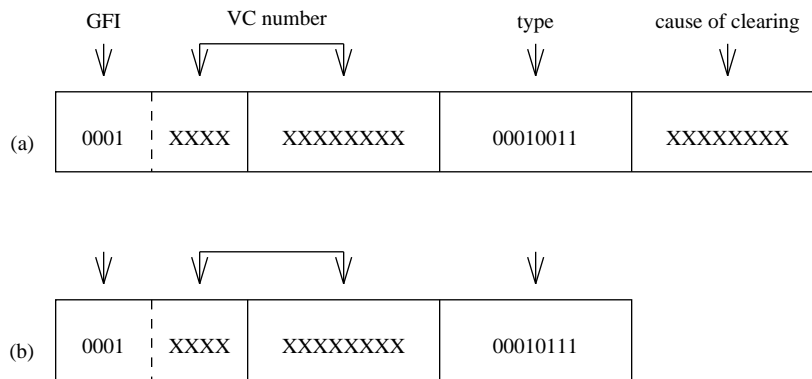 GFI VC number type cause of clearing
(a) 0001 XXXX XXXXXXXX 00010011 XXXXXXXX
(b) 0001 XXXX XXXXXXXX 00010111